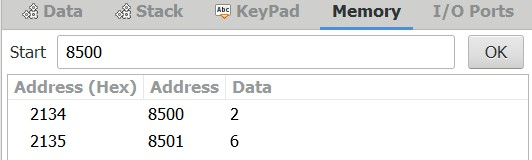 Data Stack Abc KeyPad Memory I/O Ports
Start 8500 OK
Address (Hex) Address Data
2134 8500 2
2135 8501 6